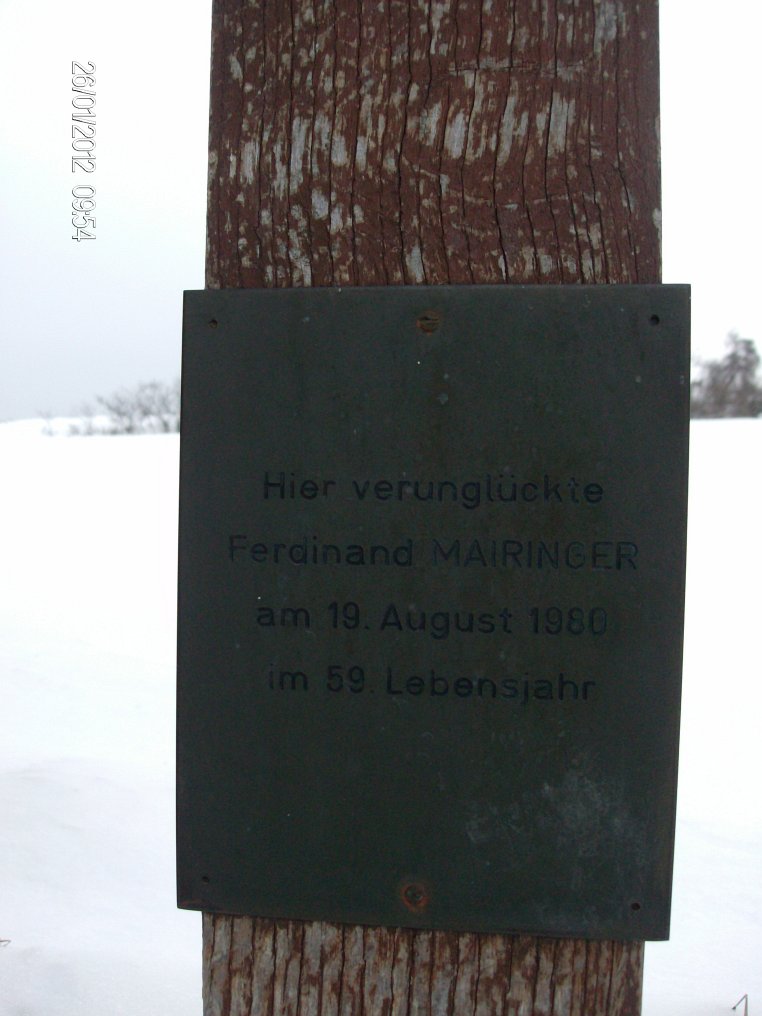 26/01/2012 09:54
Hier verunglückte
Ferdinand MAIRINGER
am 19. August 1980
im 59. Lebensjahr